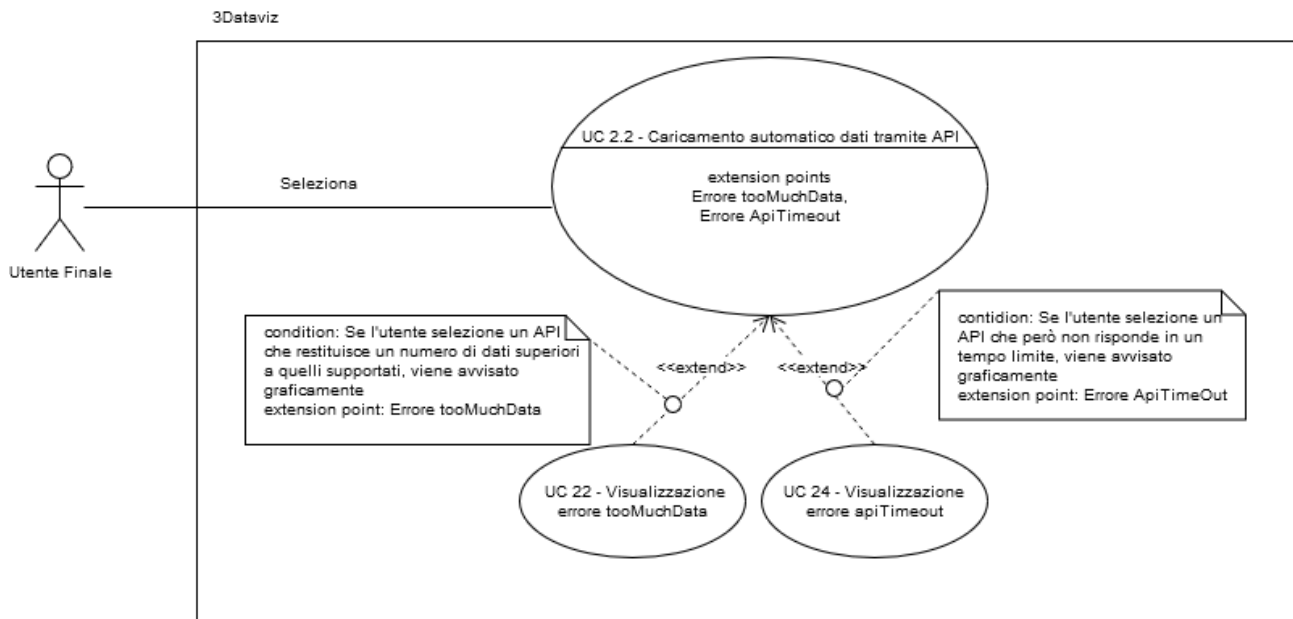 3Dataviz
UC 2.2 - Caricamento automatico dati tramite API
extension points
Errore tooMuchData,
Errore ApiTimeout
Seleziona
Utente Finale
condition: Se l'utente selezione un API
che restituisce un numero di dati superiori
a quelli supportati, viene avvisato
graficamente
extension point: Errore tooMuchData
<<extend>>
<<extend>>
contidion: Se l'utente selezione un
API che però non risponde in un
tempo limite, viene avvisato
graficamente
extension point: Errore ApiTimeOut
UC 22 - Visualizzazione
errore tooMuchData
UC 24 - Visualizzazione
errore apiTimeout